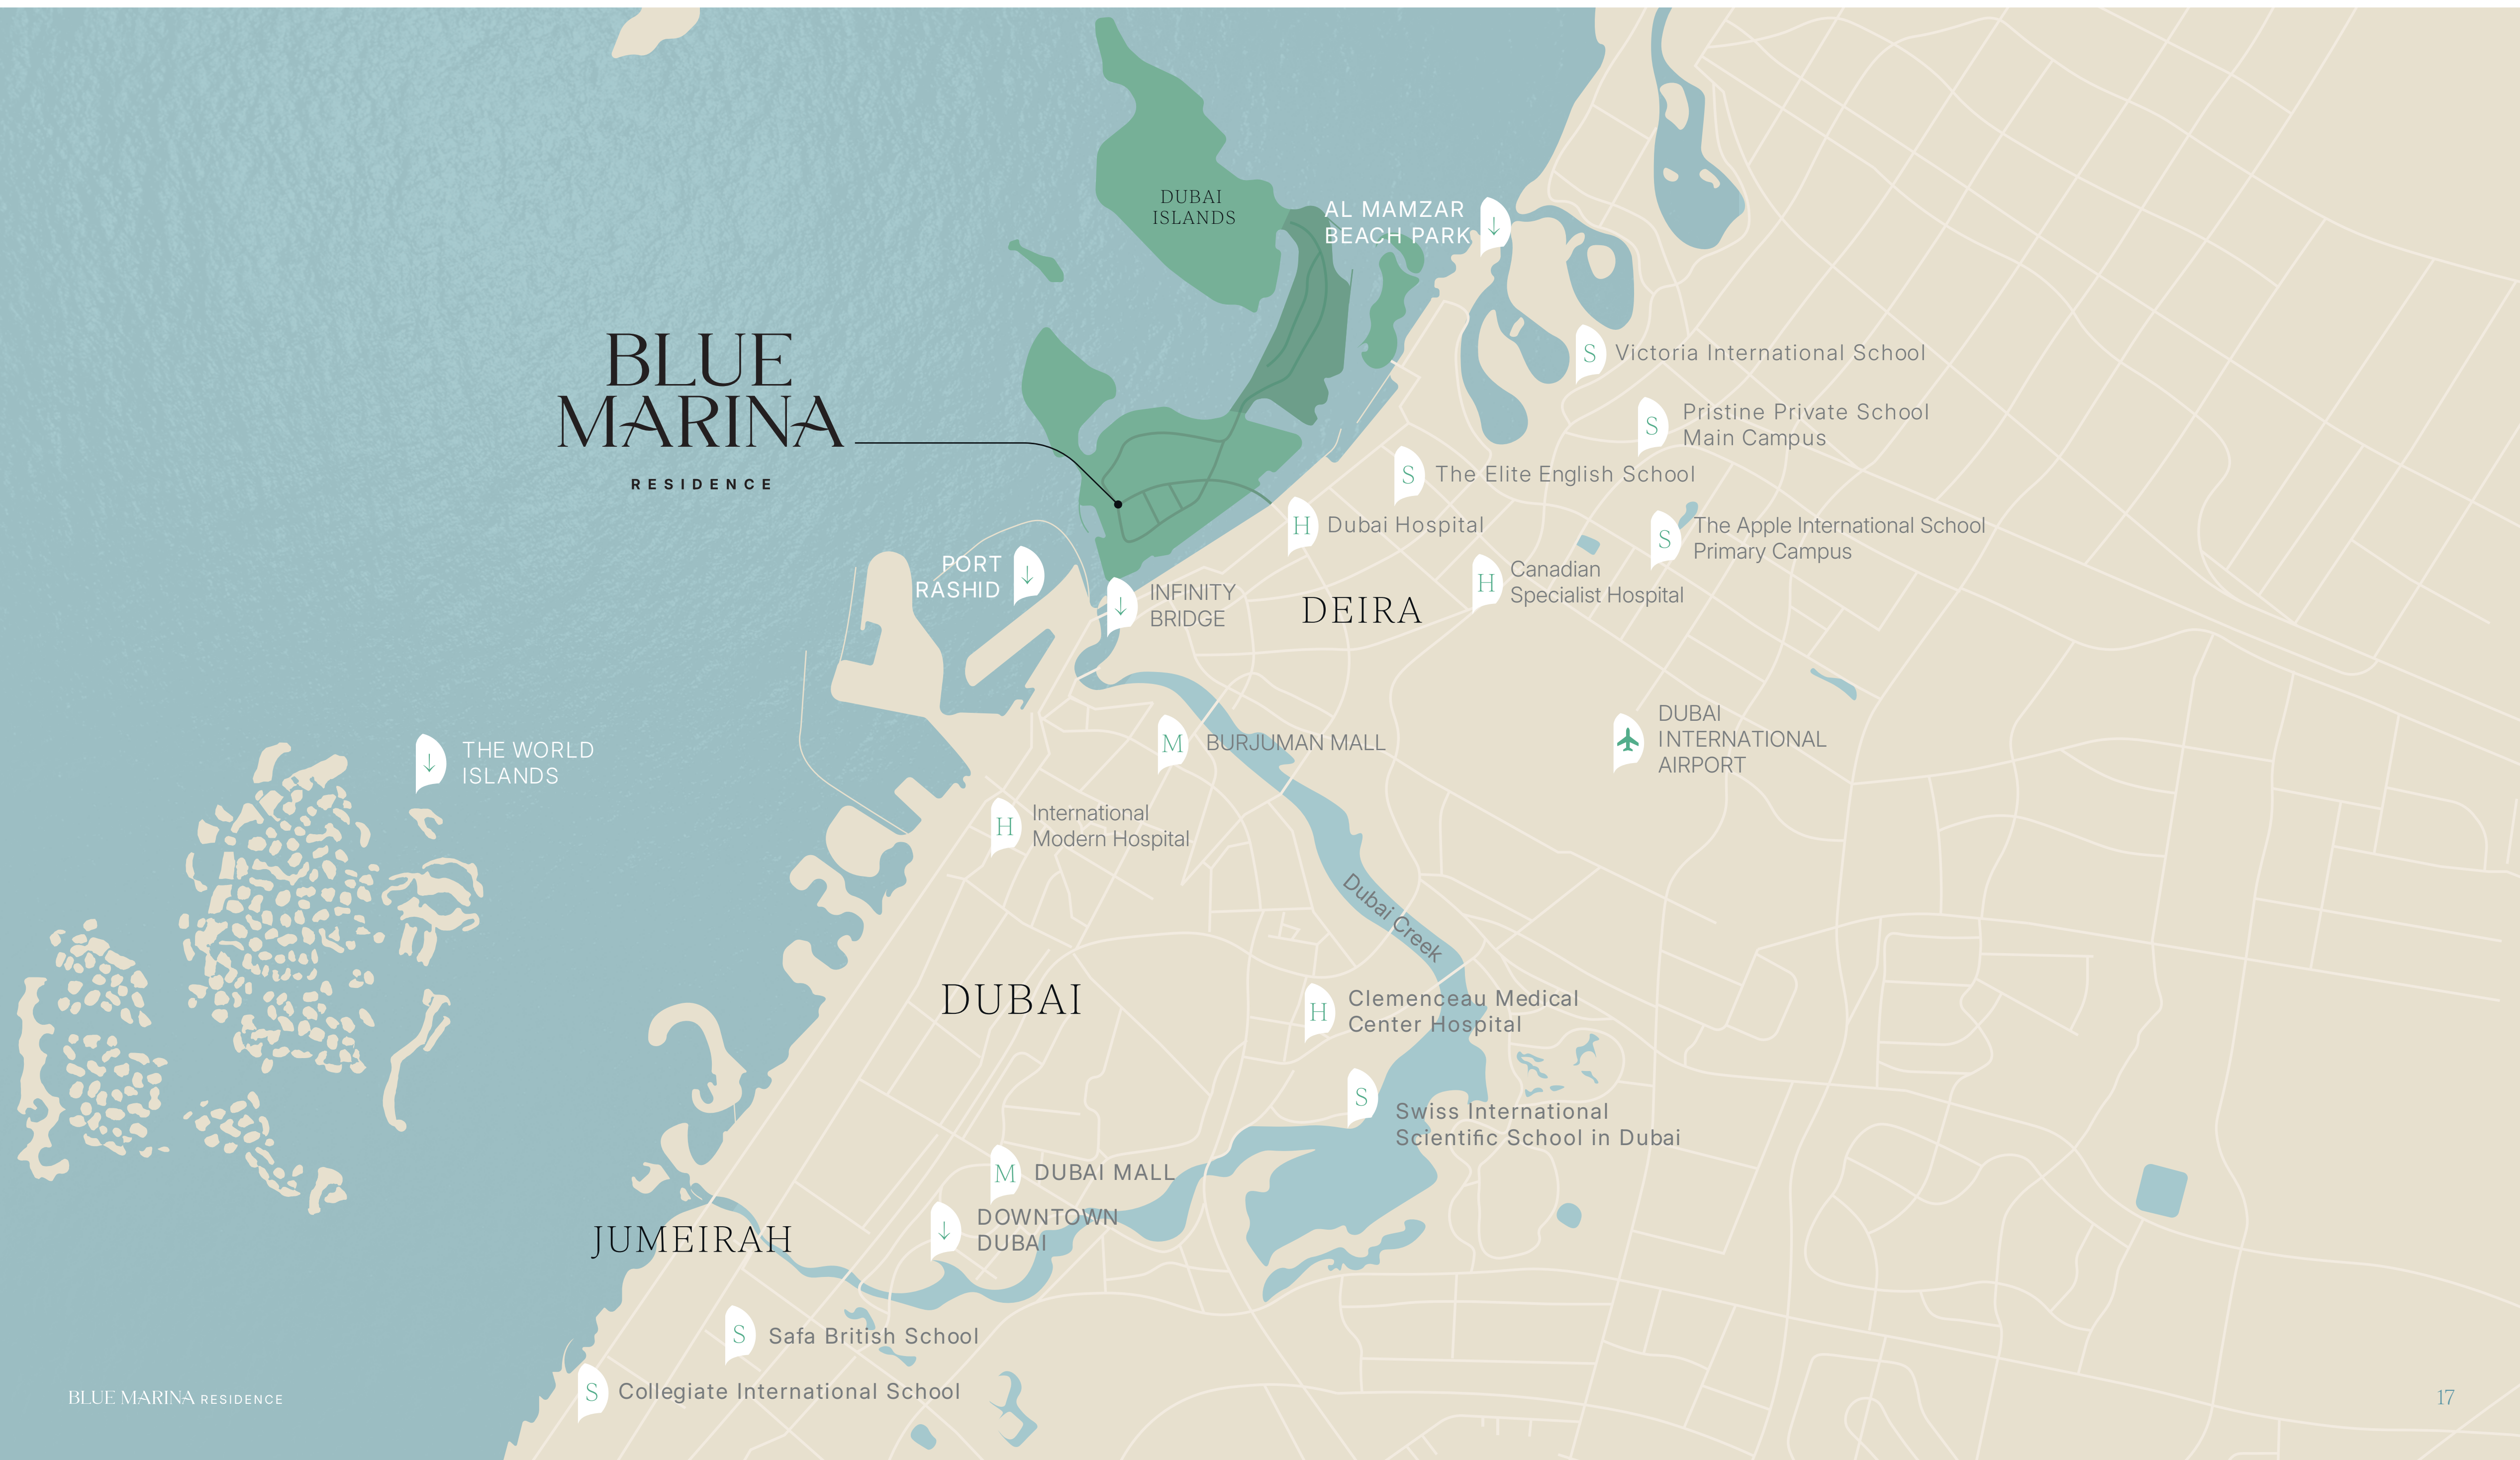 DUBAI
ISLANDS
AL MAMZAR
BEACH PARK
BLUE
MARINA
RESIDENCE
S Victoria International School
S Pristine Private School
Main Campus
S The Elite English School
H Dubai Hospital
S The Apple International School
Primary Campus
H Canadian
Specialist Hospital
PORT
RASHID
INFINITY
BRIDGE
DEIRA
THE WORLD
ISLANDS
M BURJUMAN MALL
DUBAI
INTERNATIONAL
AIRPORT
H International
Modern Hospital
Dubai Creek
DUBAI
H Clemenceau Medical
Center Hospital
S Swiss International
Scientific School in Dubai
M DUBAI MALL
DOWNTOWN
DUBAI
JUMEIRAH
S Safa British School
S Collegiate International School
BLUE MARINA RESIDENCE
17